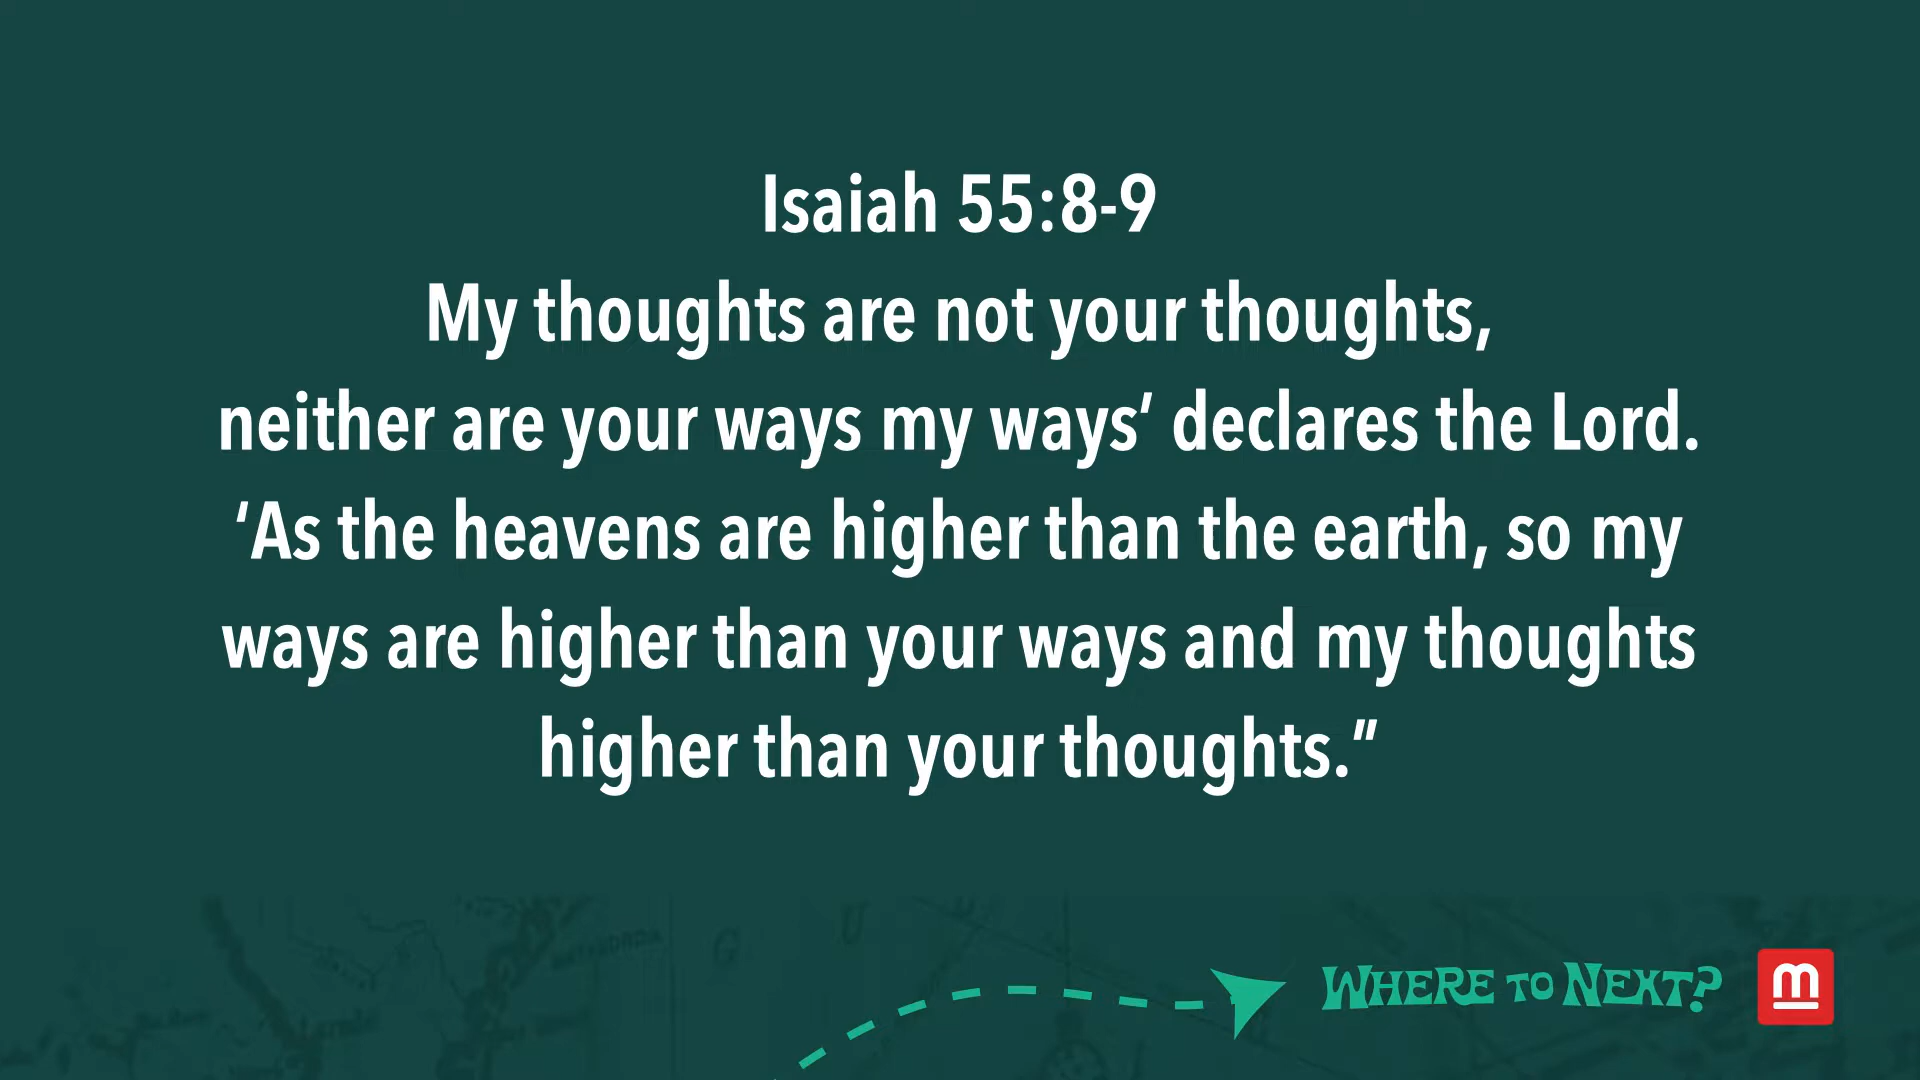 Isaiah 55:8-9
My thoughts are not your thoughts,
neither are your ways my ways‘ declares the Lord.
‘As the heavens are higher than the earth, so my
ways are higher than your ways and my thoughts
higher than your thoughts.”
G U
WHERE TO NEXT?
m